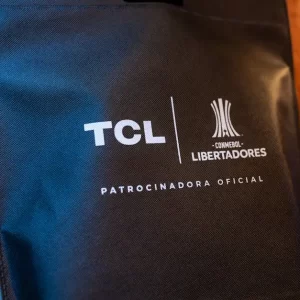 TCL
-CONMEBOL-
LIBERTADORES
PATROCINADORA OFICIAL